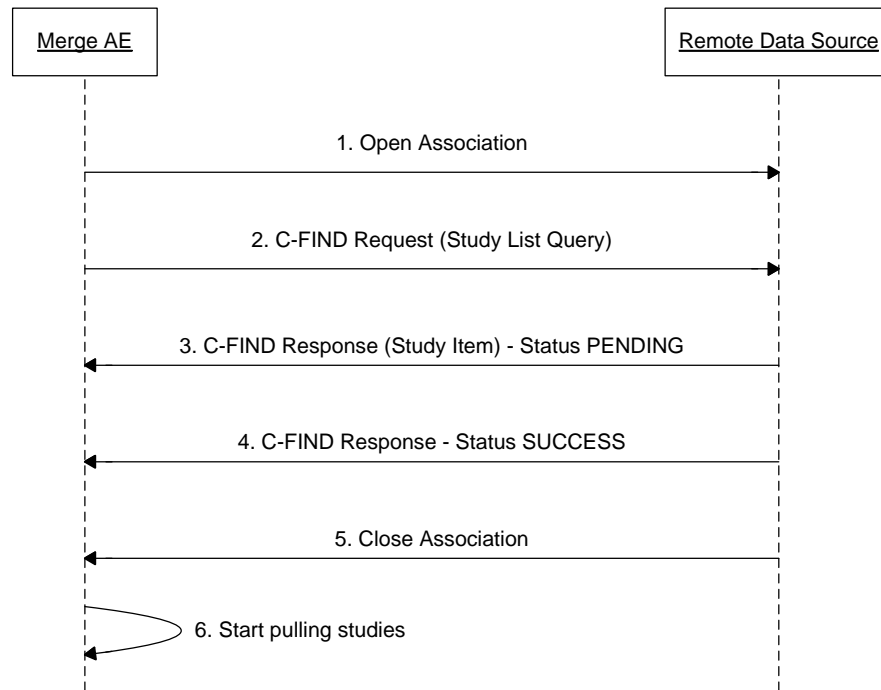 Merge AE
Remote Data Source
1. Open Association
2. C-FIND Request (Study List Query)
3. C-FIND Response (Study Item) - Status PENDING
4. C-FIND Response - Status SUCCESS
5. Close Association
6. Start pulling studies